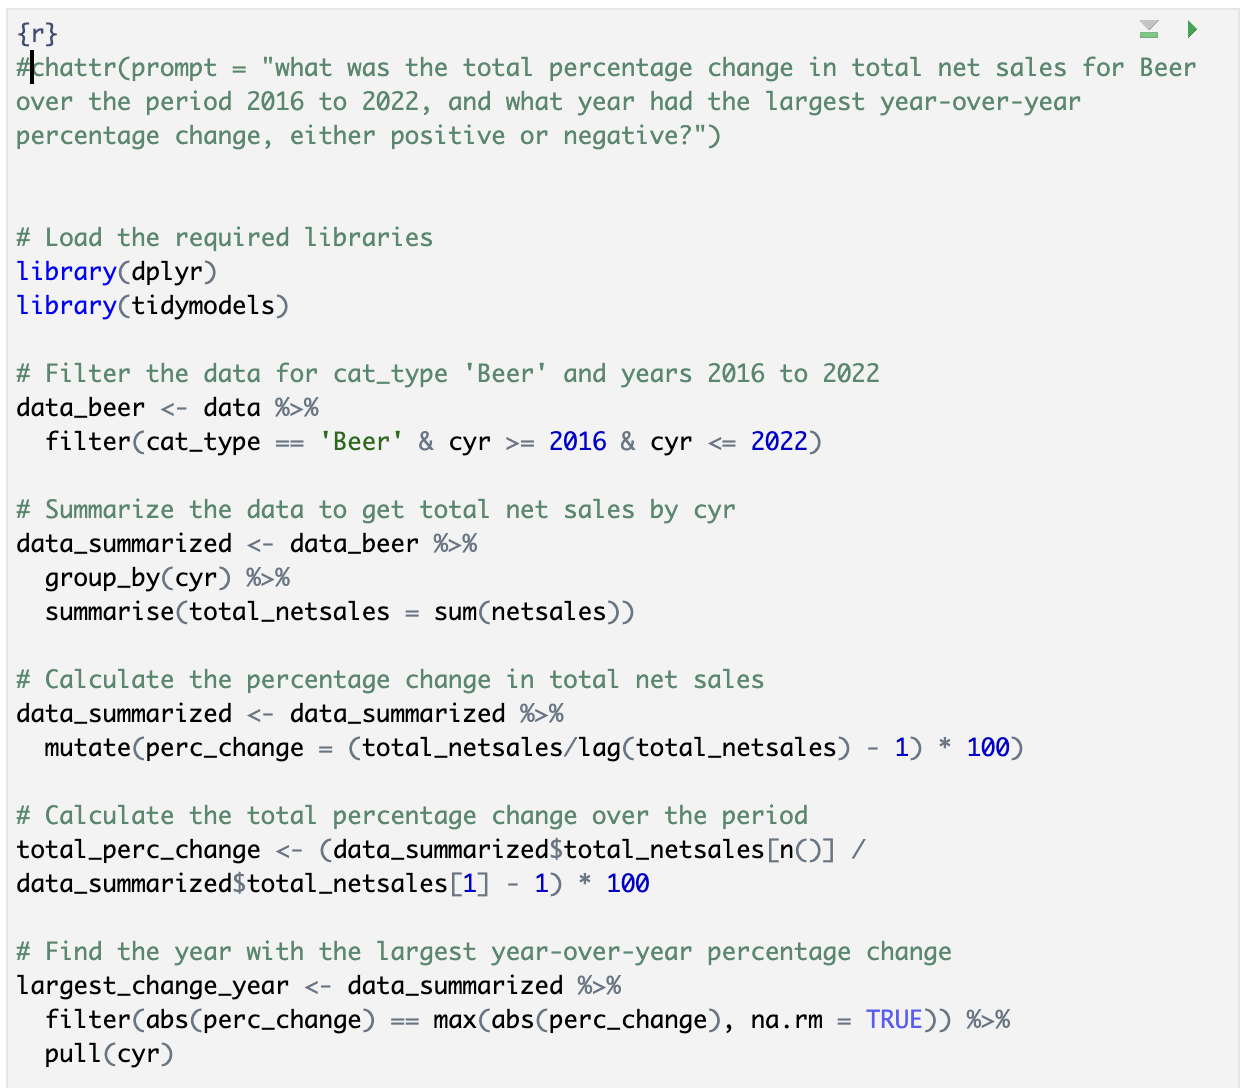 {r}
#chattr(prompt = "what was the total percentage change in total net sales for Beer
over the period 2016 to 2022, and what year had the largest year-over-year
percentage change, either positive or negative?")
# Load the required libraries
library(dplyr)
library(tidymodels)
# Filter the data for cat_type 'Beer' and years 2016 to 2022
data_beer <- data %>%
  filter(cat_type == 'Beer' & cyr >= 2016 & cyr <= 2022)
# Summarize the data to get total net sales by cyr
data_summarized <- data_beer %>%
  group_by(cyr) %>%
  summarise(total_netsales = sum(netsales))
# Calculate the percentage change in total net sales
data_summarized <- data_summarized %>%
  mutate(perc_change = (total_netsales/lag(total_netsales) - 1) * 100)
# Calculate the total percentage change over the period
total_perc_change <- (data_summarized$total_netsales[n()] /
data_summarized$total_netsales[1] - 1) * 100
# Find the year with the largest year-over-year percentage change
largest_change_year <- data_summarized %>%
  filter(abs(perc_change) == max(abs(perc_change), na.rm = TRUE)) %>%
  pull(cyr)